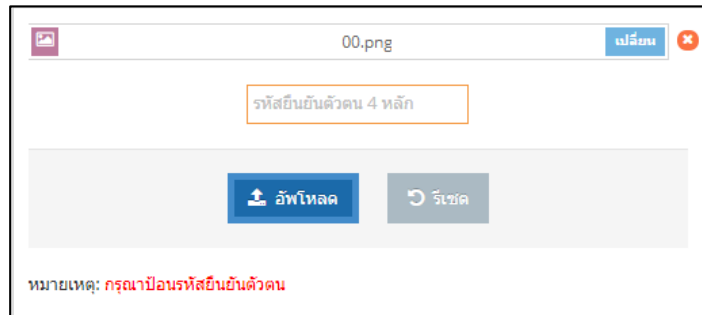 00.png เปลี่ยน
รหัสยืนยันตัวตน 4 หลัก
อัพโหลด รีเซต
หมายเหตุ: กรุณาป้อนรหัสยืนยันตัวตน